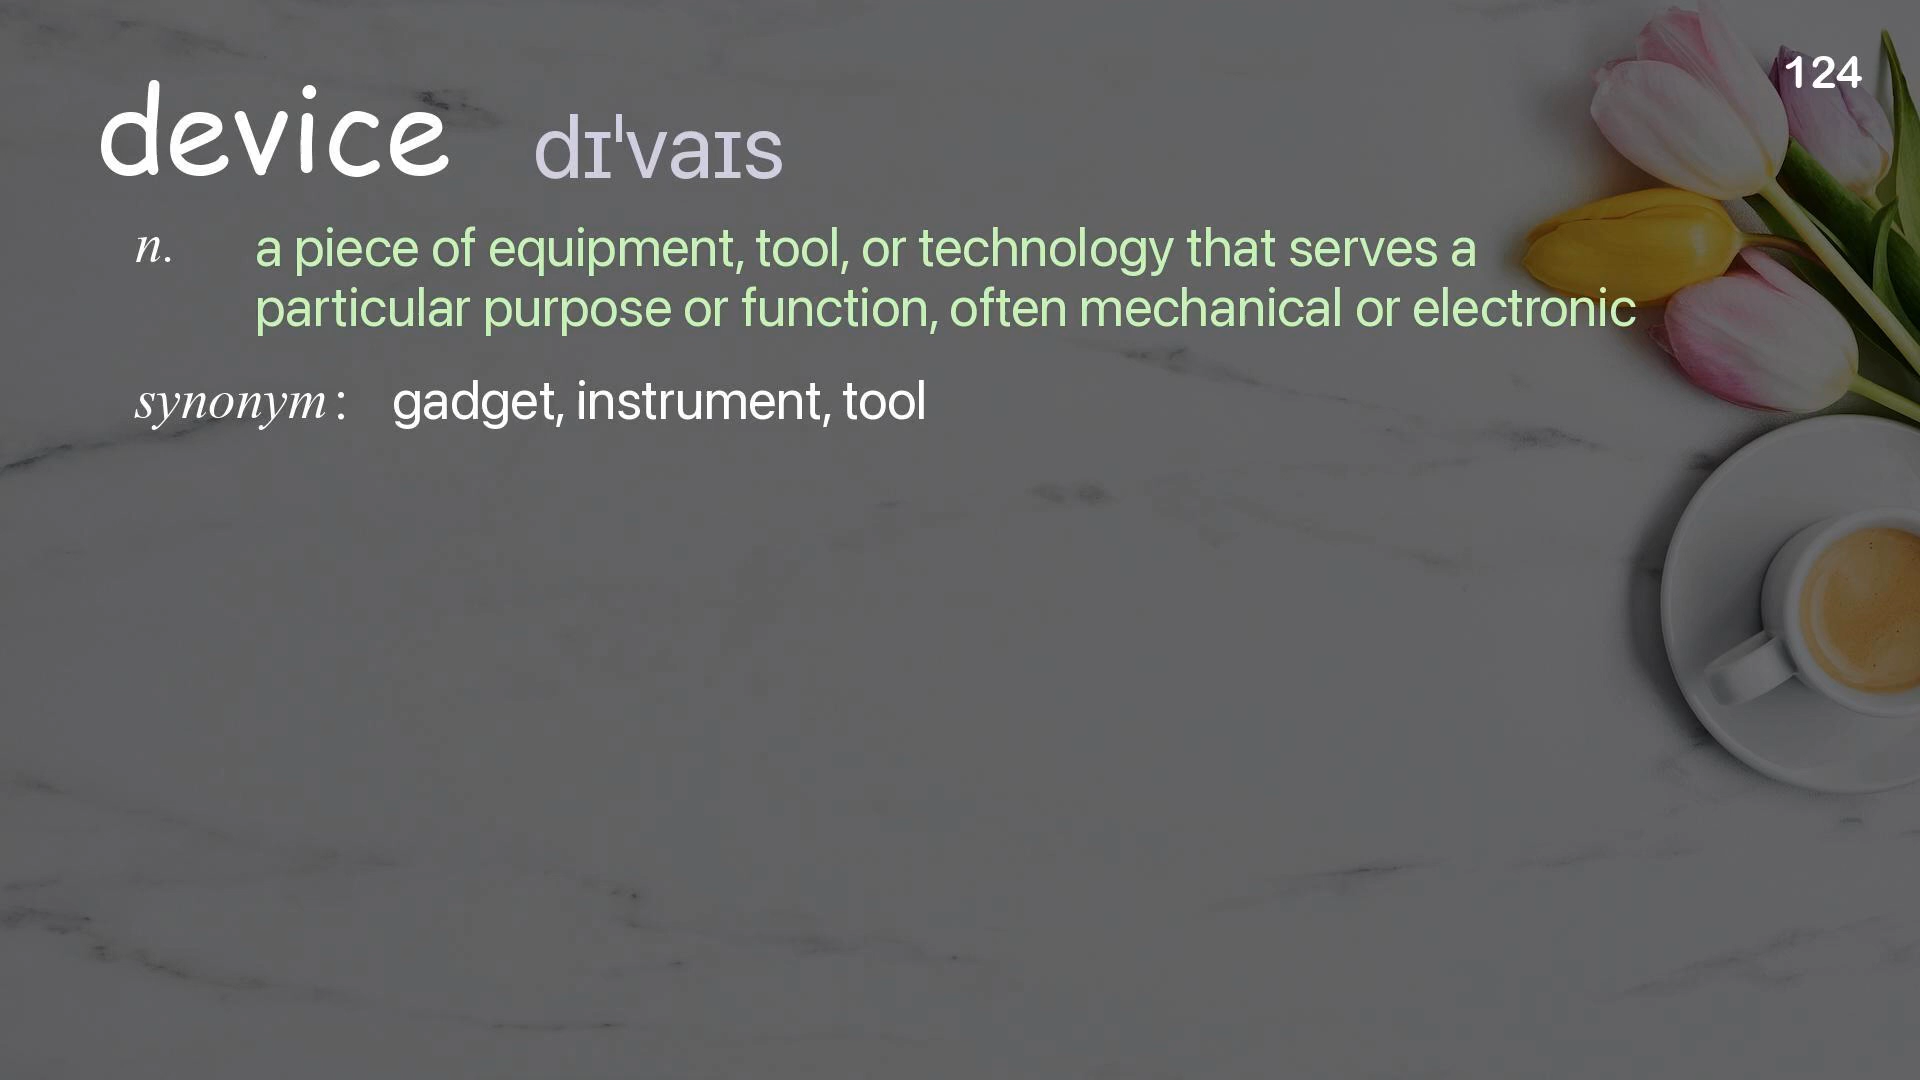 124
device dɪˈvaɪs
n. a piece of equipment, tool, or technology that serves a
particular purpose or function, often mechanical or electronic
synonym: gadget, instrument, tool